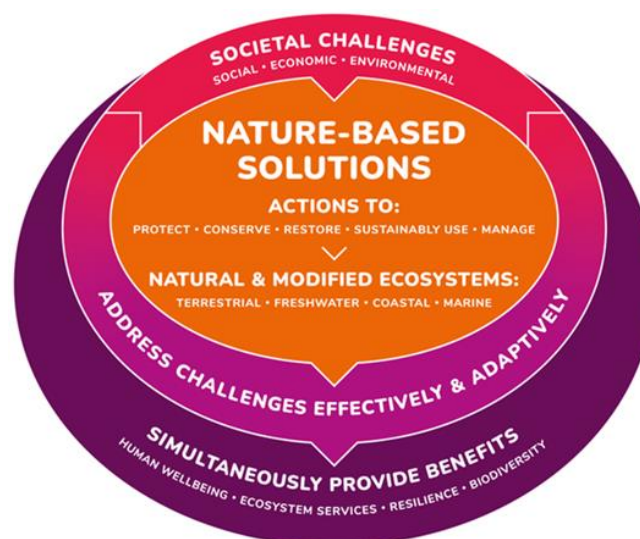 SOCIETAL CHALLENGES
SOCIAL • ECONOMIC • ENVIRONMENTAL
NATURE-BASED
SOLUTIONS
ACTIONS TO:
PROTECT • CONSERVE • RESTORE • SUSTAINABLY USE • MANAGE
NATURAL & MODIFIED ECOSYSTEMS:
TERRESTRIAL • FRESHWATER • COASTAL • MARINE
ADDRESS CHALLENGES EFFECTIVELY & ADAPTIVELY
SIMULTANEOUSLY PROVIDE BENEFITS
HUMAN WELLBEING • ECOSYSTEM SERVICES • RESILIENCE • BIODIVERSITY